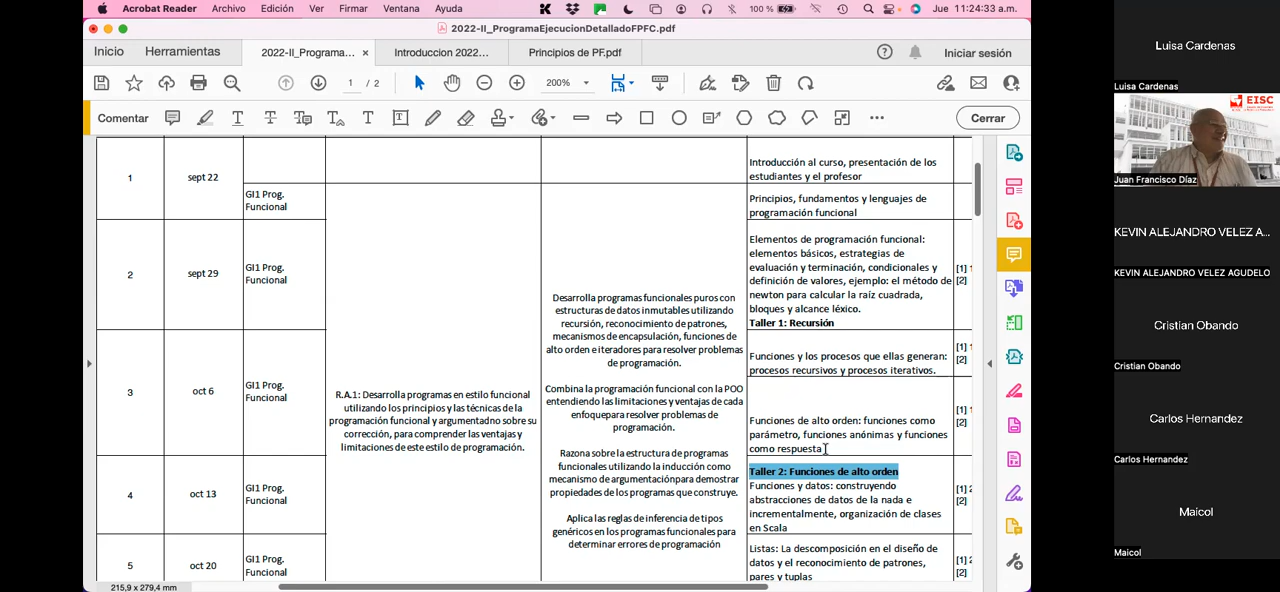 Acrobat Reader Archivo Edición Ver Firmar Ventana Ayuda 100 % Jue 11:24:33 a.m.
2022-II_ProgramaEjecucionDetalladoFPFC.pdf
Inicio Herramientas 2022-II_Programa... × Introduccion 2022... Principios de PF.pdf Iniciar sesión
1 / 2 200%
Comentar Cerrar
1
sept 22
GI1 Prog.
Funcional
Introducción al curso, presentación de los
estudiantes y el profesor
Principios, fundamentos y lenguajes de
programación funcional
2
sept 29
GI1 Prog.
Funcional
Elementos de programación funcional:
elementos básicos, estrategias de
evaluación y terminación, condicionales y
definición de valores, ejemplo: el método de
newton para calcular la raíz cuadrada,
bloques y alcance léxico.
Taller 1: Recursión
[1] 1
[2]
3
oct 6
GI1 Prog.
Funcional
Funciones y los procesos que ellas generan:
procesos recursivos y procesos iterativos.
[1] 1
[2]
Funciones de alto orden: funciones como
parámetro, funciones anónimas y funciones
como respuesta
[1] 1
[2]
4
oct 13
GI1 Prog.
Funcional
Taller 2: Funciones de alto orden
Funciones y datos: construyendo
abstracciones de datos de la nada e
incrementalmente, organización de clases
en Scala
[1] 2
[2]
5
oct 20
GI1 Prog.
Funcional
Listas: La descomposición en el diseño de
datos y el reconocimiento de patrones,
pares y tuplas
[1] 2
[2]
R.A.1: Desarrolla programas en estilo funcional
utilizando los principios y las técnicas de la
programación funcional y argumentadno sobre su
corrección, para comprender las ventajas y
limitaciones de este estilo de programación.
Desarrolla programas funcionales puros con
estructuras de datos inmutables utilizando
recursión, reconocimiento de patrones,
mecanismos de encapsulación, funciones de
alto orden e iteradores para resolver problemas
de programación.
Combina la programación funcional con la POO
entendiendo las limitaciones y ventajas de cada
enfoquepara resolver problemas de
programación.
Razona sobre la estructura de programas
funcionales utilizando la inducción como
mecanismo de argumentaciónpara demostrar
propiedades de los programas que construye.
Aplica las reglas de inferencia de tipos
genéricos en los programas funcionales para
determinar errores de programación
215,9 x 279,4 mm
Luisa Cardenas
Luisa Cardenas
EISC
Juan Francisco Díaz
KEVIN ALEJANDRO VELEZ A...
KEVIN ALEJANDRO VELEZ AGUDELO
Cristian Obando
Cristian Obando
Carlos Hernandez
Carlos Hernandez
Maicol
Maicol